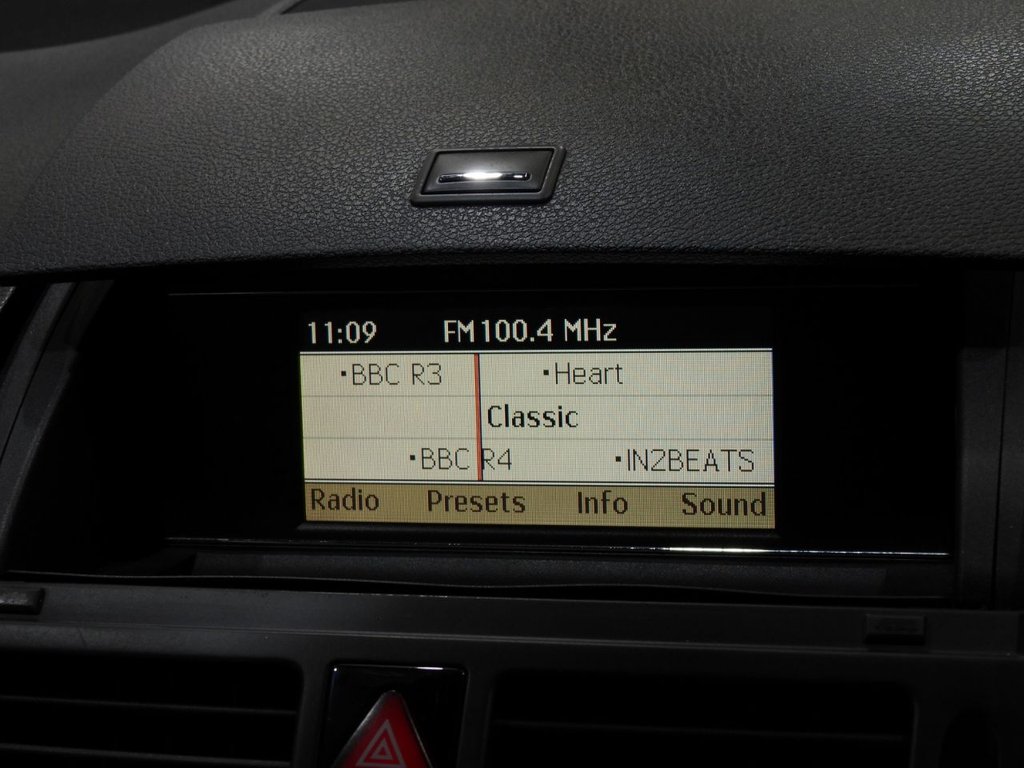 11:09 FM 100.4 MHz
·BBC R3 ·Heart
Classic
·BBC R4 ·IN2BEATS
Radio Presets Info Sound